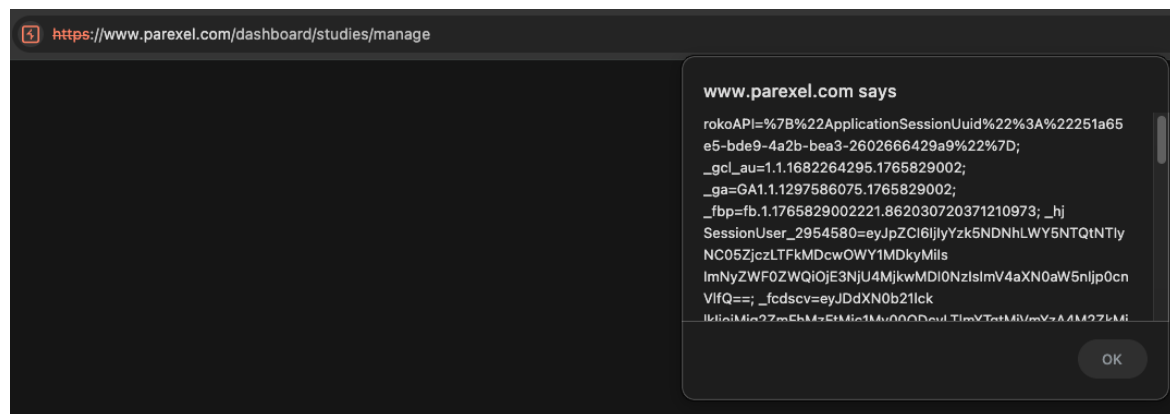 https://www.parexel.com/dashboard/studies/manage
www.parexel.com says
rokoAPI=%7B%22ApplicationSessionUuid%22%3A%22251a65
e5-bde9-4a2b-bea3-2602666429a9%22%7D;
_gcl_au=1.1.1682264295.1765829002;
_ga=GA1.1.1297586075.1765829002;
_fbp=fb.1.1765829002221.862030720371210973; _hj
SessionUser_2954580=eyJpZCI6IjIyYzk5NDNhLWY5NTQtNTIy
NC05ZjczLTFkMDcwOWY1MDkyMiIs
ImNyZWF0ZWQiOjE3NjU4MjkwMDI0NzIsImV4aXN0aW5nIjp0cn
VlfQ==; _fcdscv=eyJDdXN0b21lck
OK